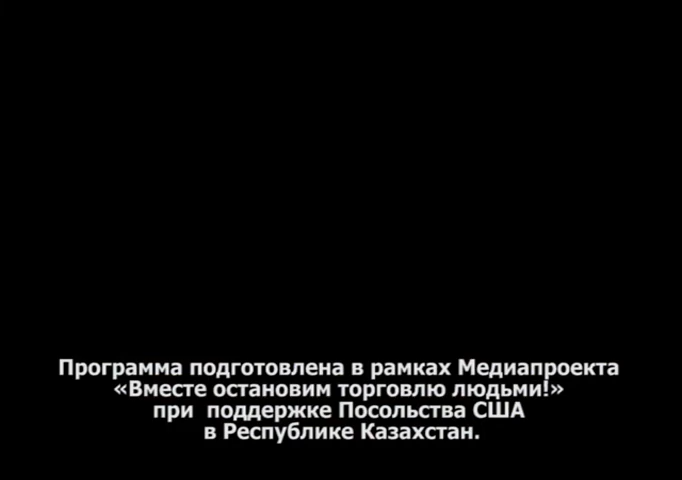 Программа подготовлена в рамках Медиапроекта
«Вместе остановим торговлю людьми!»
при поддержке Посольства США
в Республике Казахстан.